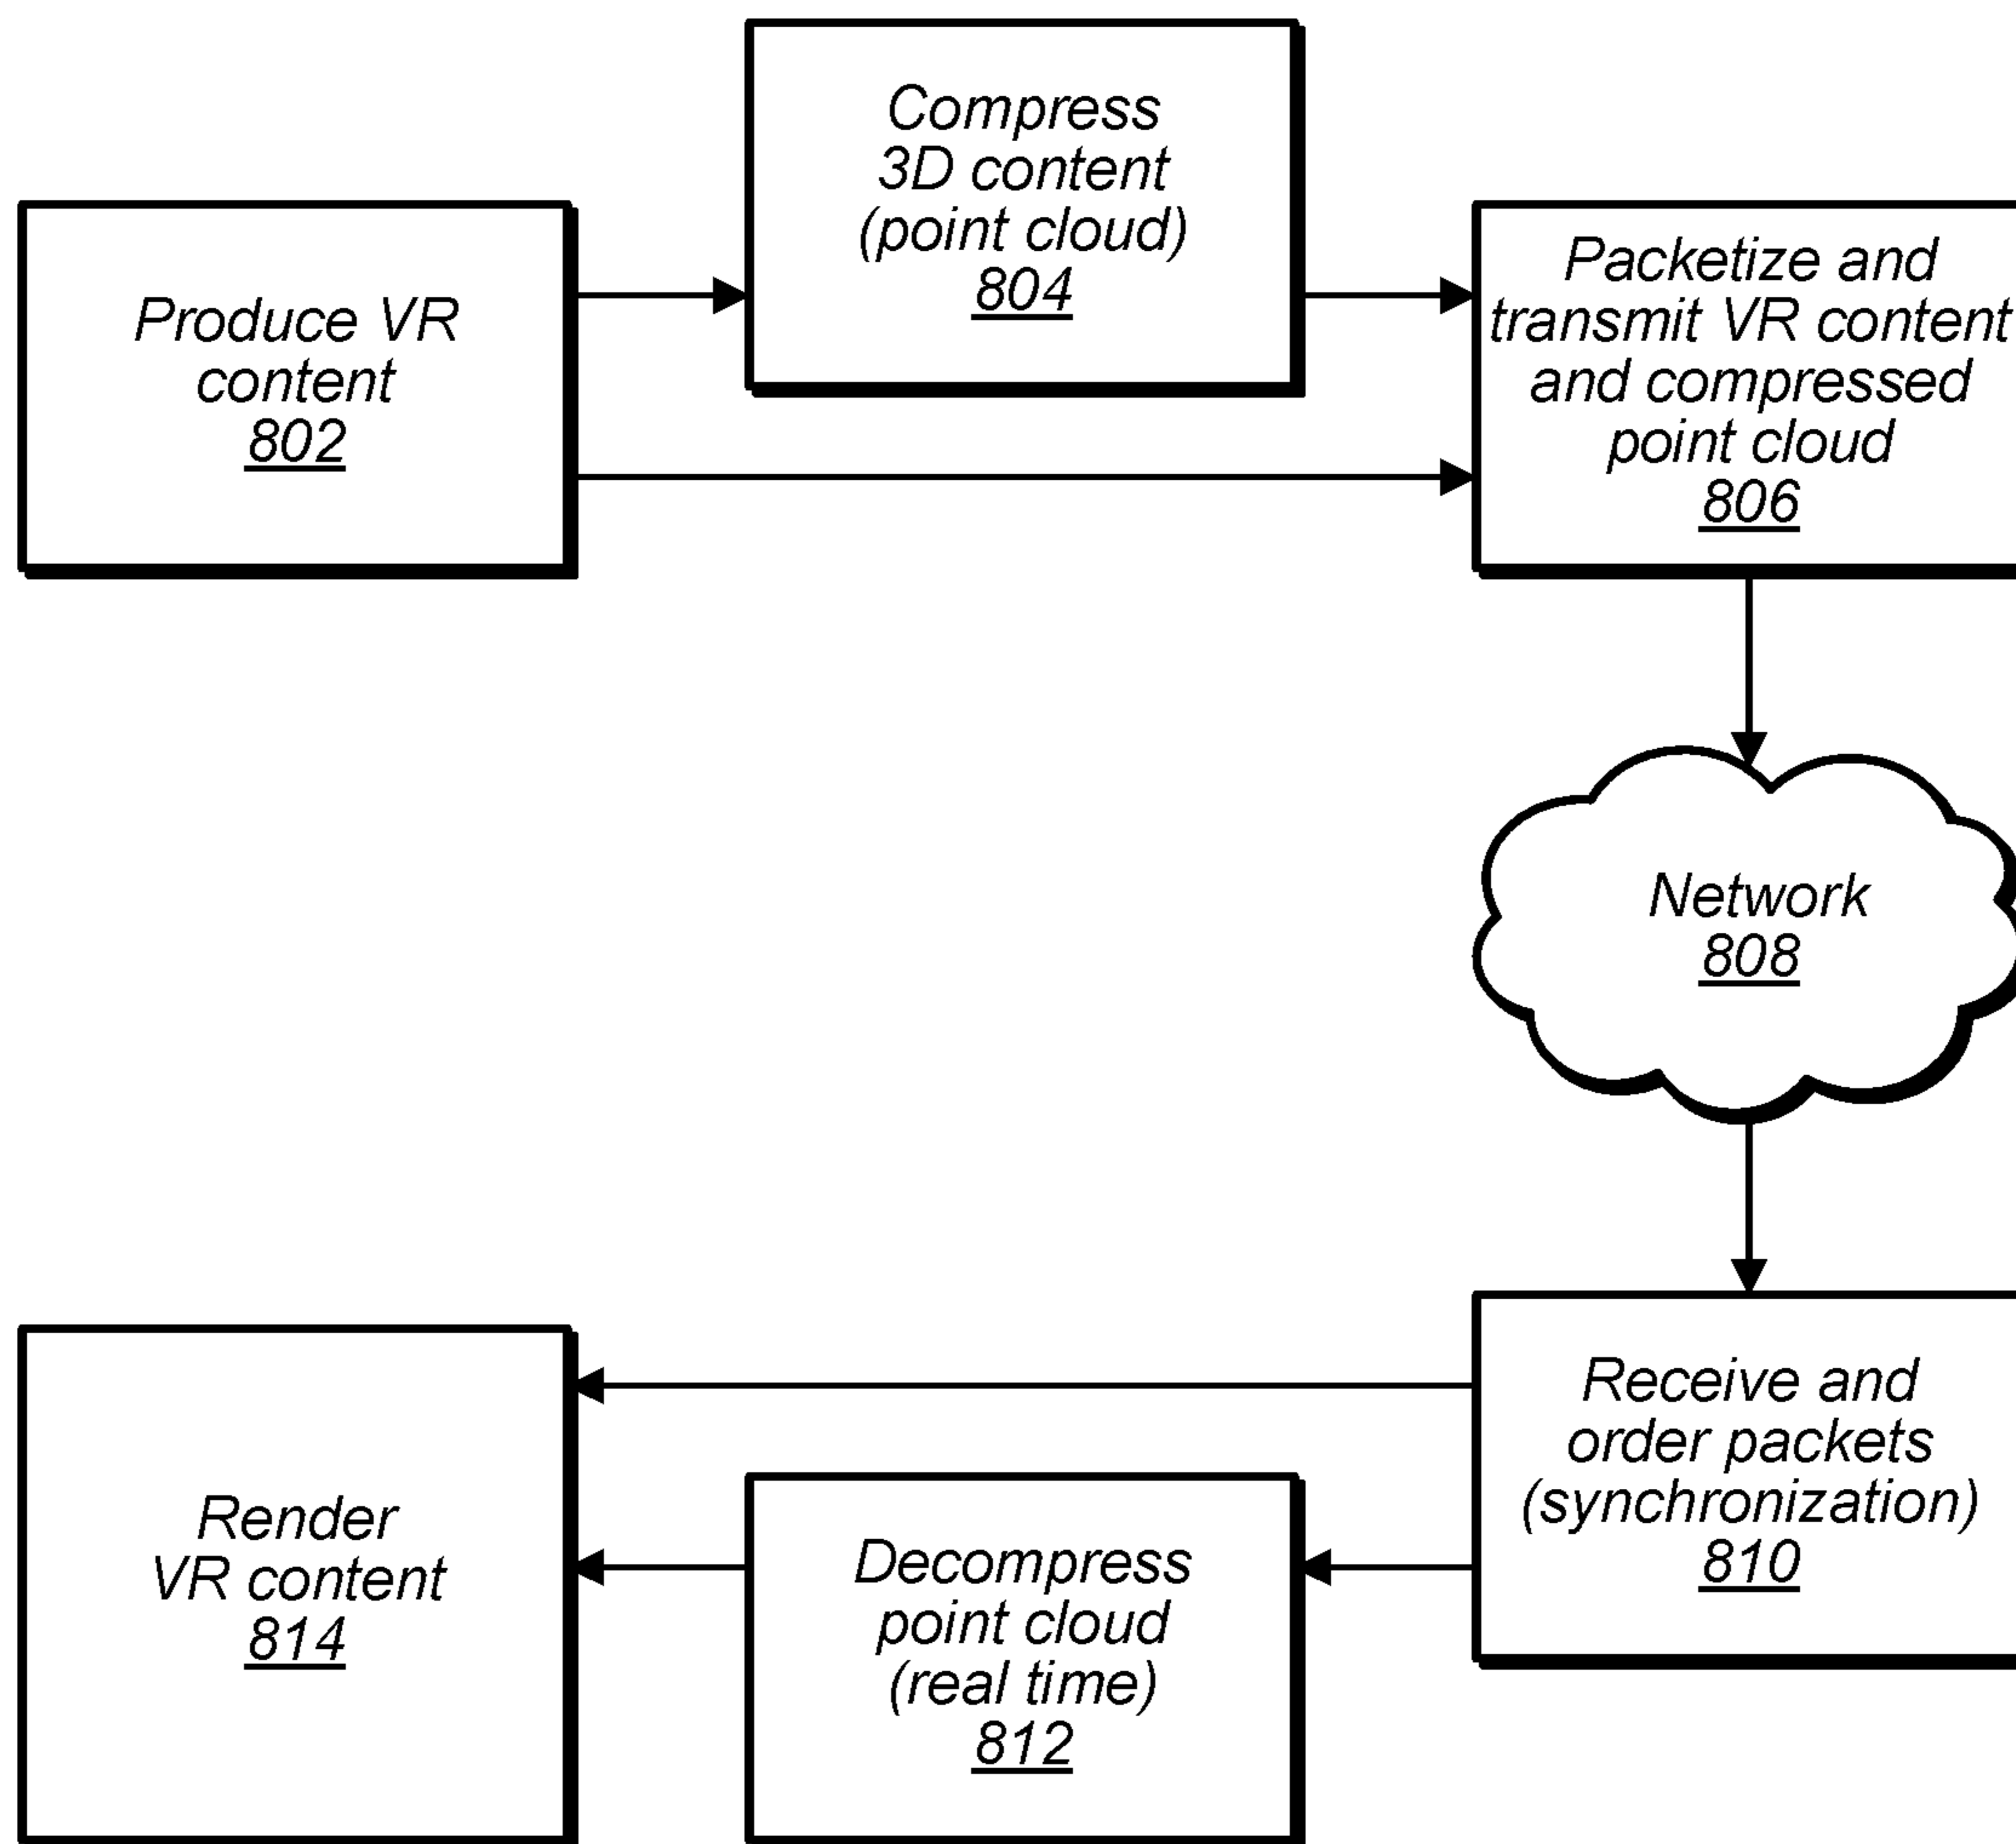 Produce VR
content
802
Compress
3D content
(point cloud)
804
Packetize and
transmit VR content
and compressed
point cloud
806
Network
808
Receive and
order packets
(synchronization)
810
Decompress
point cloud
(real time)
812
Render
VR content
814